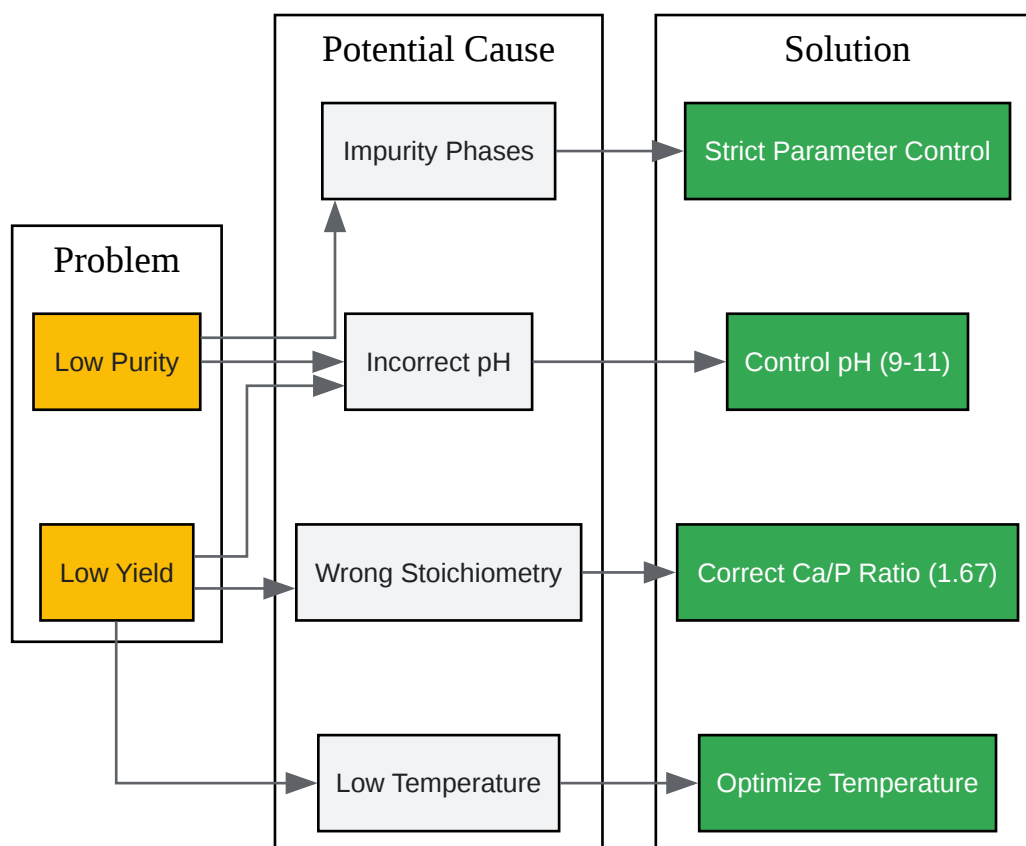 Problem
Low Purity
Low Yield
Potential Cause
Impurity Phases
Incorrect pH
Wrong Stoichiometry
Low Temperature
Solution
Strict Parameter Control
Control pH (9-11)
Correct Ca/P Ratio (1.67)
Optimize Temperature